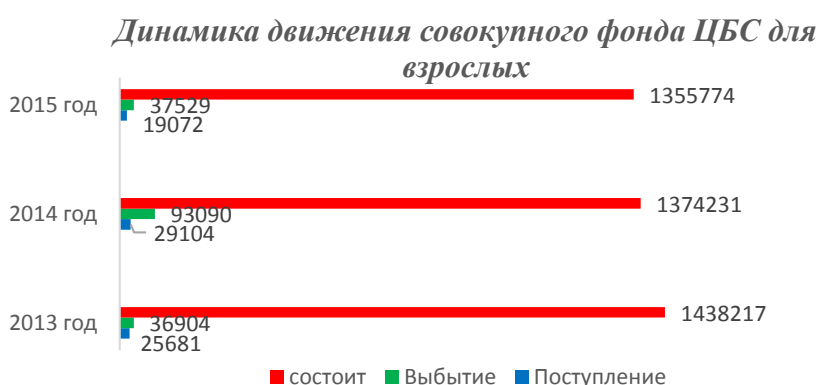 Динамика движения совокупного фонда ЦБС для
взрослых
2015 год
1355774
37529
19072
2014 год
1374231
93090
29104
2013 год
1438217
36904
25681
состоит Выбытие Поступление